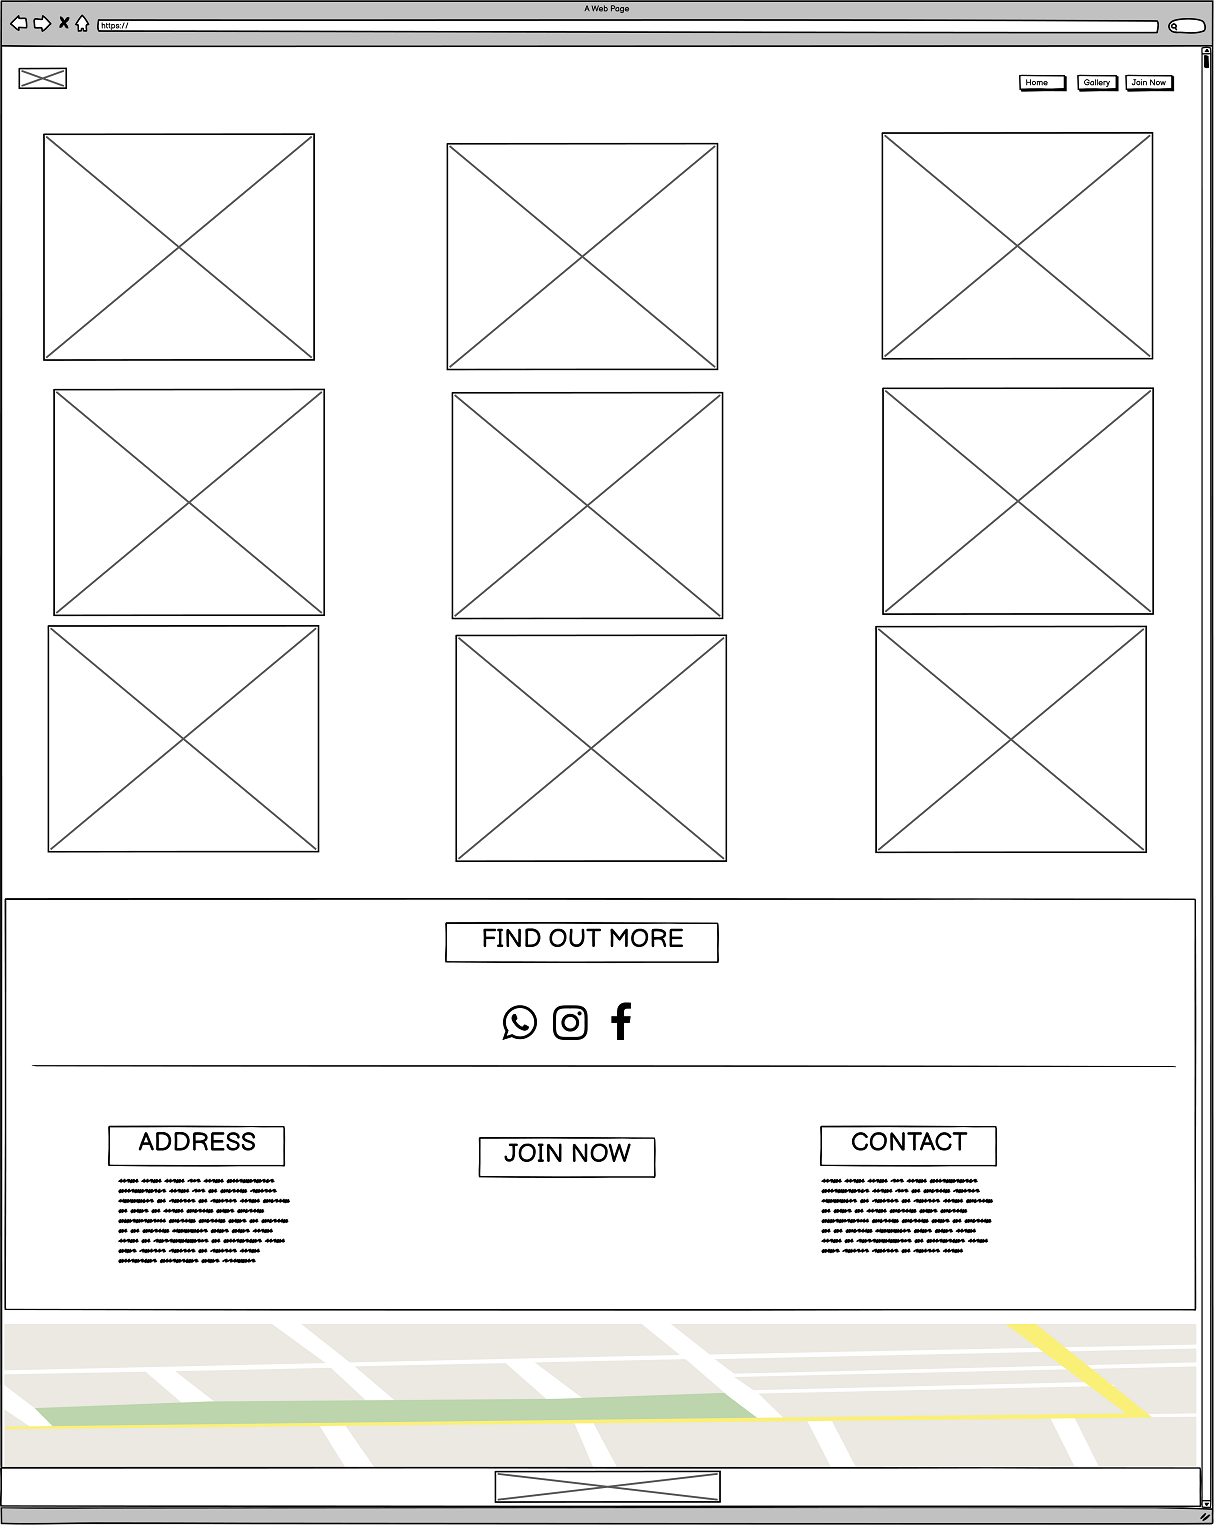 A Web Page
https://
Home
Gallery
Join Now
FIND OUT MORE
ADDRESS
JOIN NOW
CONTACT